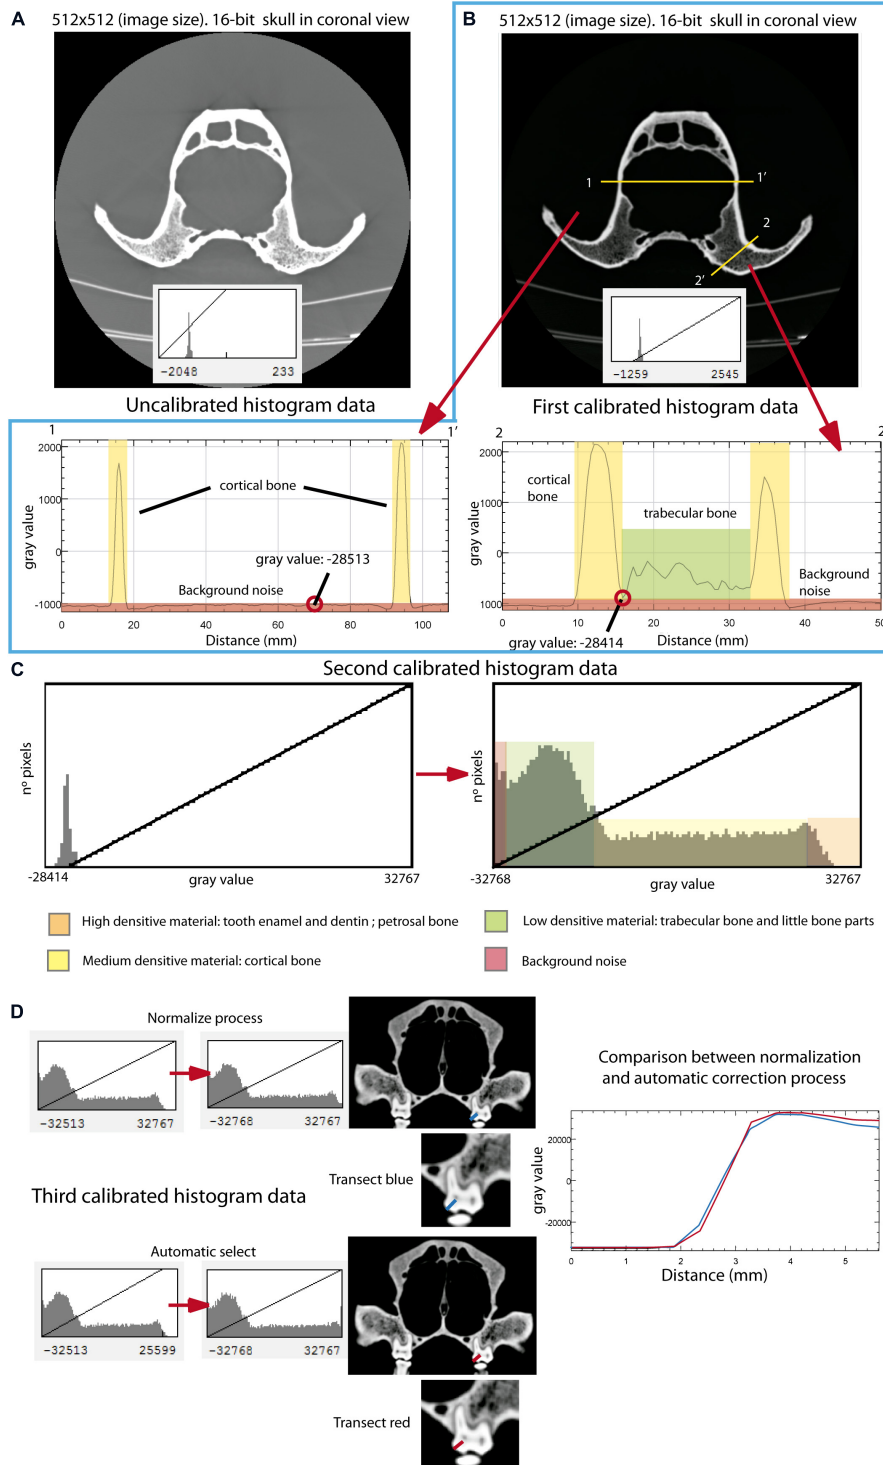 A
512x512 (image size). 16-bit skull in coronal view
-2048
233
Uncalibrated histogram data
B
512x512 (image size). 16-bit skull in coronal view
1
1′
2
2′
-1259
2545
First calibrated histogram data
1
1′
gray value
2000
1000
0
-1000
cortical bone
gray value: -28513
Background noise
0
20
40
60
80
100
Distance (mm)
2
2
gray value
2000
1000
0
1000
cortical
bone
trabecular bone
Background
noise
0
10
20
30
40
50
gray value: -28414
Distance (mm)
C
Second calibrated histogram data
nº pixels
-28414
gray value
32767
nº pixels
-32768
gray value
32767
High densitive material: tooth enamel and dentin ; petrosal bone
Low densitive material: trabecular bone and little bone parts
Medium densitive material: cortical bone
Background noise
D
Normalize process
-32513
32767
-32768
32767
Transect blue
Third calibrated histogram data
Automatic select
-32513
25599
-32768
32767
Transect red
Comparison between normalization
and automatic correction process
gray value
20000
0
-20000
0
1
2
3
4
5
Distance (mm)